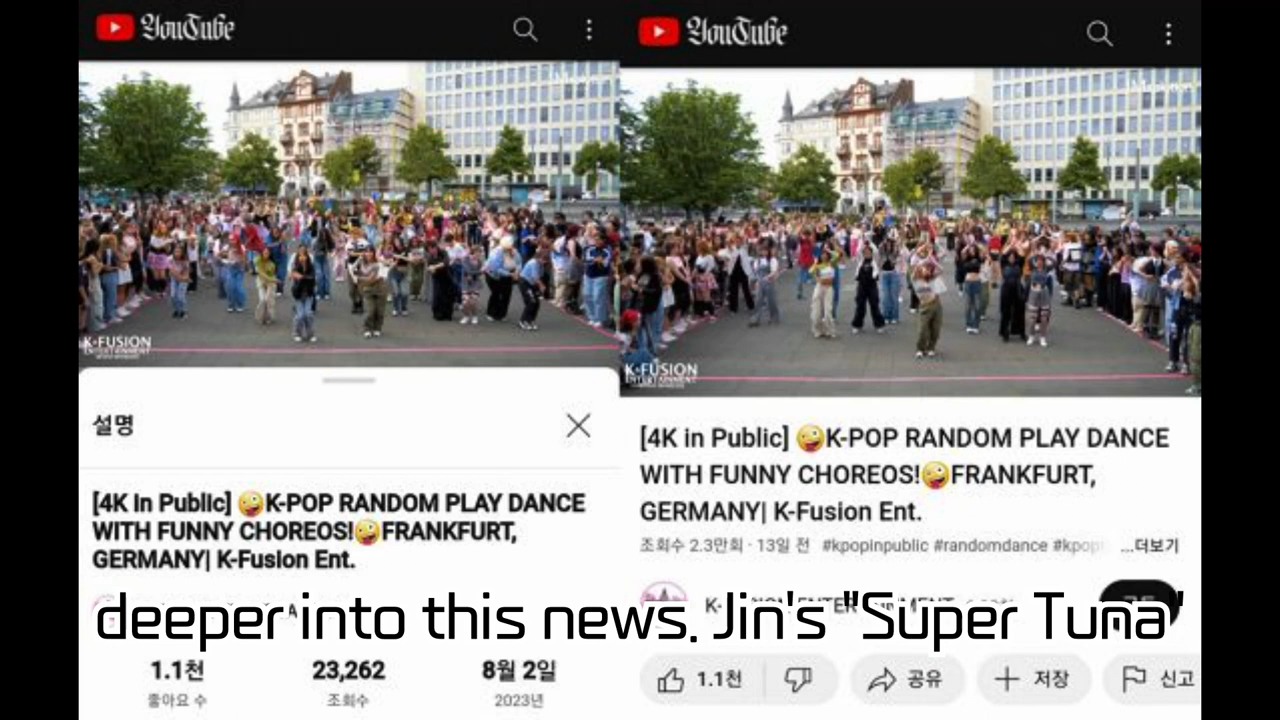 YouTube
K-FUSION
ENTERTAINMENT
설명
[4K in Public] 🤪K-POP RANDOM PLAY DANCE
WITH FUNNY CHOREOS!🤪FRANKFURT,
GERMANY| K-Fusion Ent.
1.1천
23,262
8월 2일
좋아요 수
조회수
2023년
YouTube
K-FUSION
ENTERTAINMENT
[4K in Public] 🤪K-POP RANDOM PLAY DANCE
WITH FUNNY CHOREOS!🤪FRANKFURT,
GERMANY| K-Fusion Ent.
조회수 2.3만회 · 13일 전 #kpopinpublic #randomdance #kpop ...더보기
1.1천 공유 저장 신고
deeper into this news. Jin's "Super Tuna"